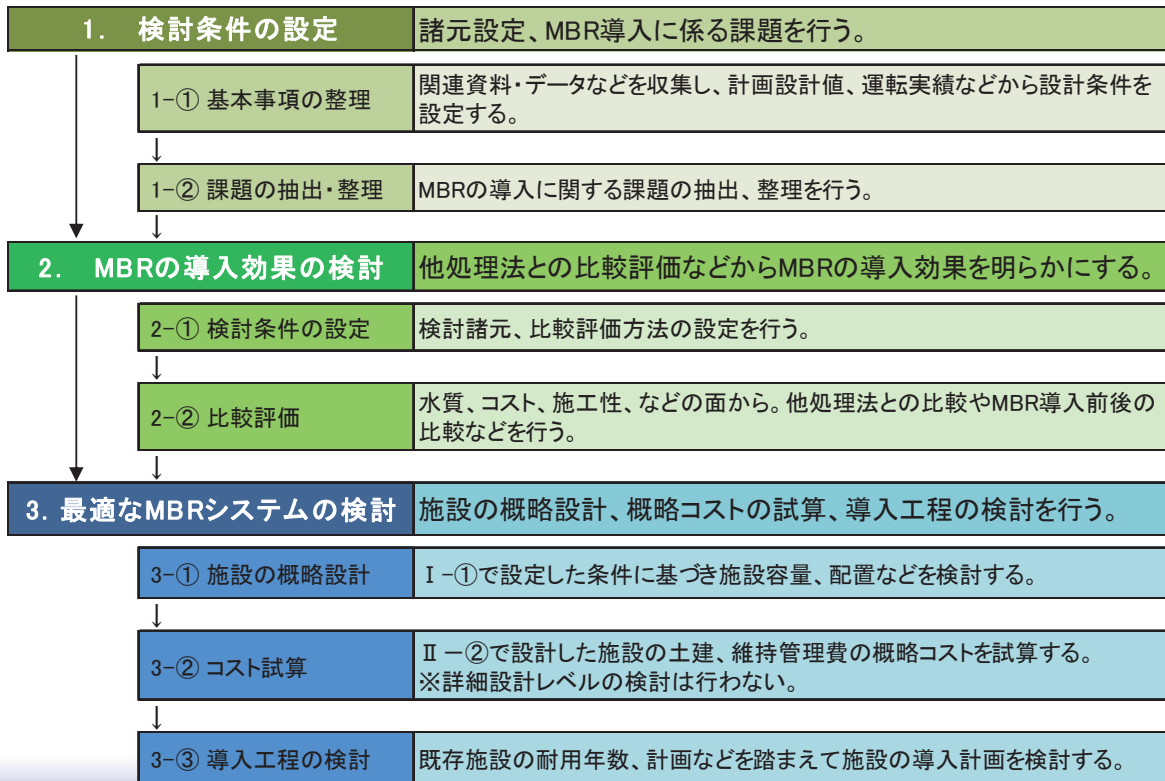 1. 検討条件の設定
諸元設定、MBR導入に係る課題を行う。
1-① 基本事項の整理
関連資料・データなどを収集し、計画設計値、運転実績などから設計条件を
設定する。
↓
1-② 課題の抽出・整理
MBRの導入に関する課題の抽出、整理を行う。
↓
2. MBRの導入効果の検討
他処理法との比較評価などからMBRの導入効果を明らかにする。
2-① 検討条件の設定
検討諸元、比較評価方法の設定を行う。
↓
2-② 比較評価
水質、コスト、施工性、などの面から。他処理法との比較やMBR導入前後の
比較などを行う。
↓
3. 最適なMBRシステムの検討
施設の概略設計、概略コストの試算、導入工程の検討を行う。
3-① 施設の概略設計
Ⅰ-①で設定した条件に基づき施設容量、配置などを検討する。
↓
3-② コスト試算
Ⅱ-②で設計した施設の土建、維持管理費の概略コストを試算する。
※詳細設計レベルの検討は行わない。
↓
3-③ 導入工程の検討
既存施設の耐用年数、計画などを踏まえて施設の導入計画を検討する。